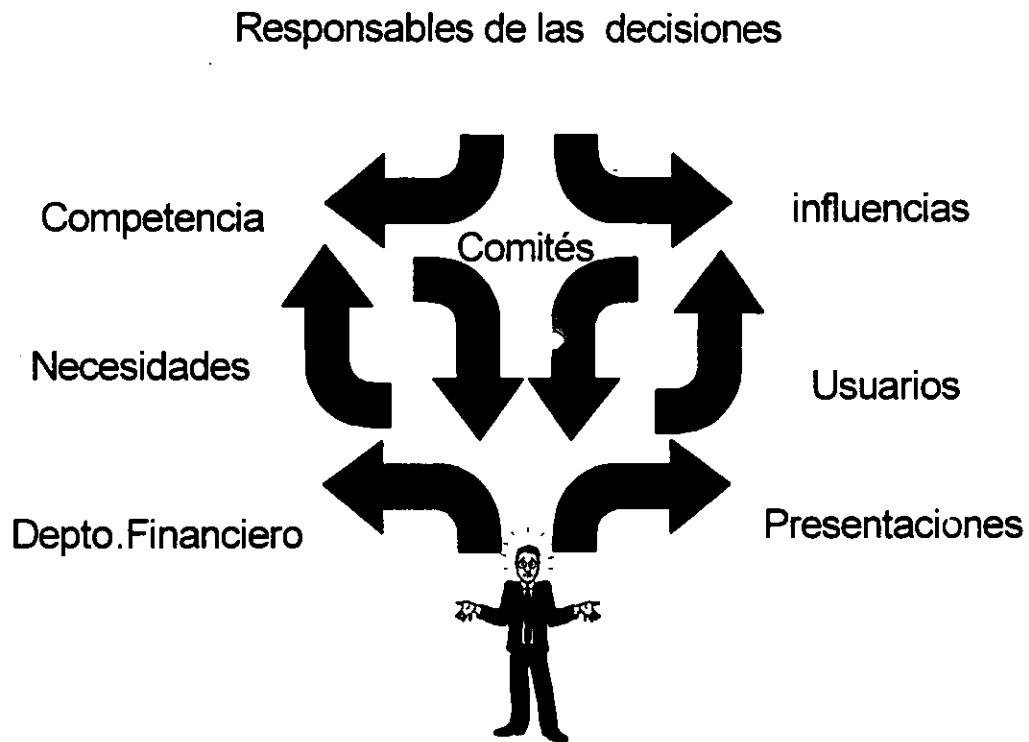 Responsables de las decisiones
Competencia
influencias
Comités
Necesidades
Usuarios
Depto.Financiero
Presentaciones